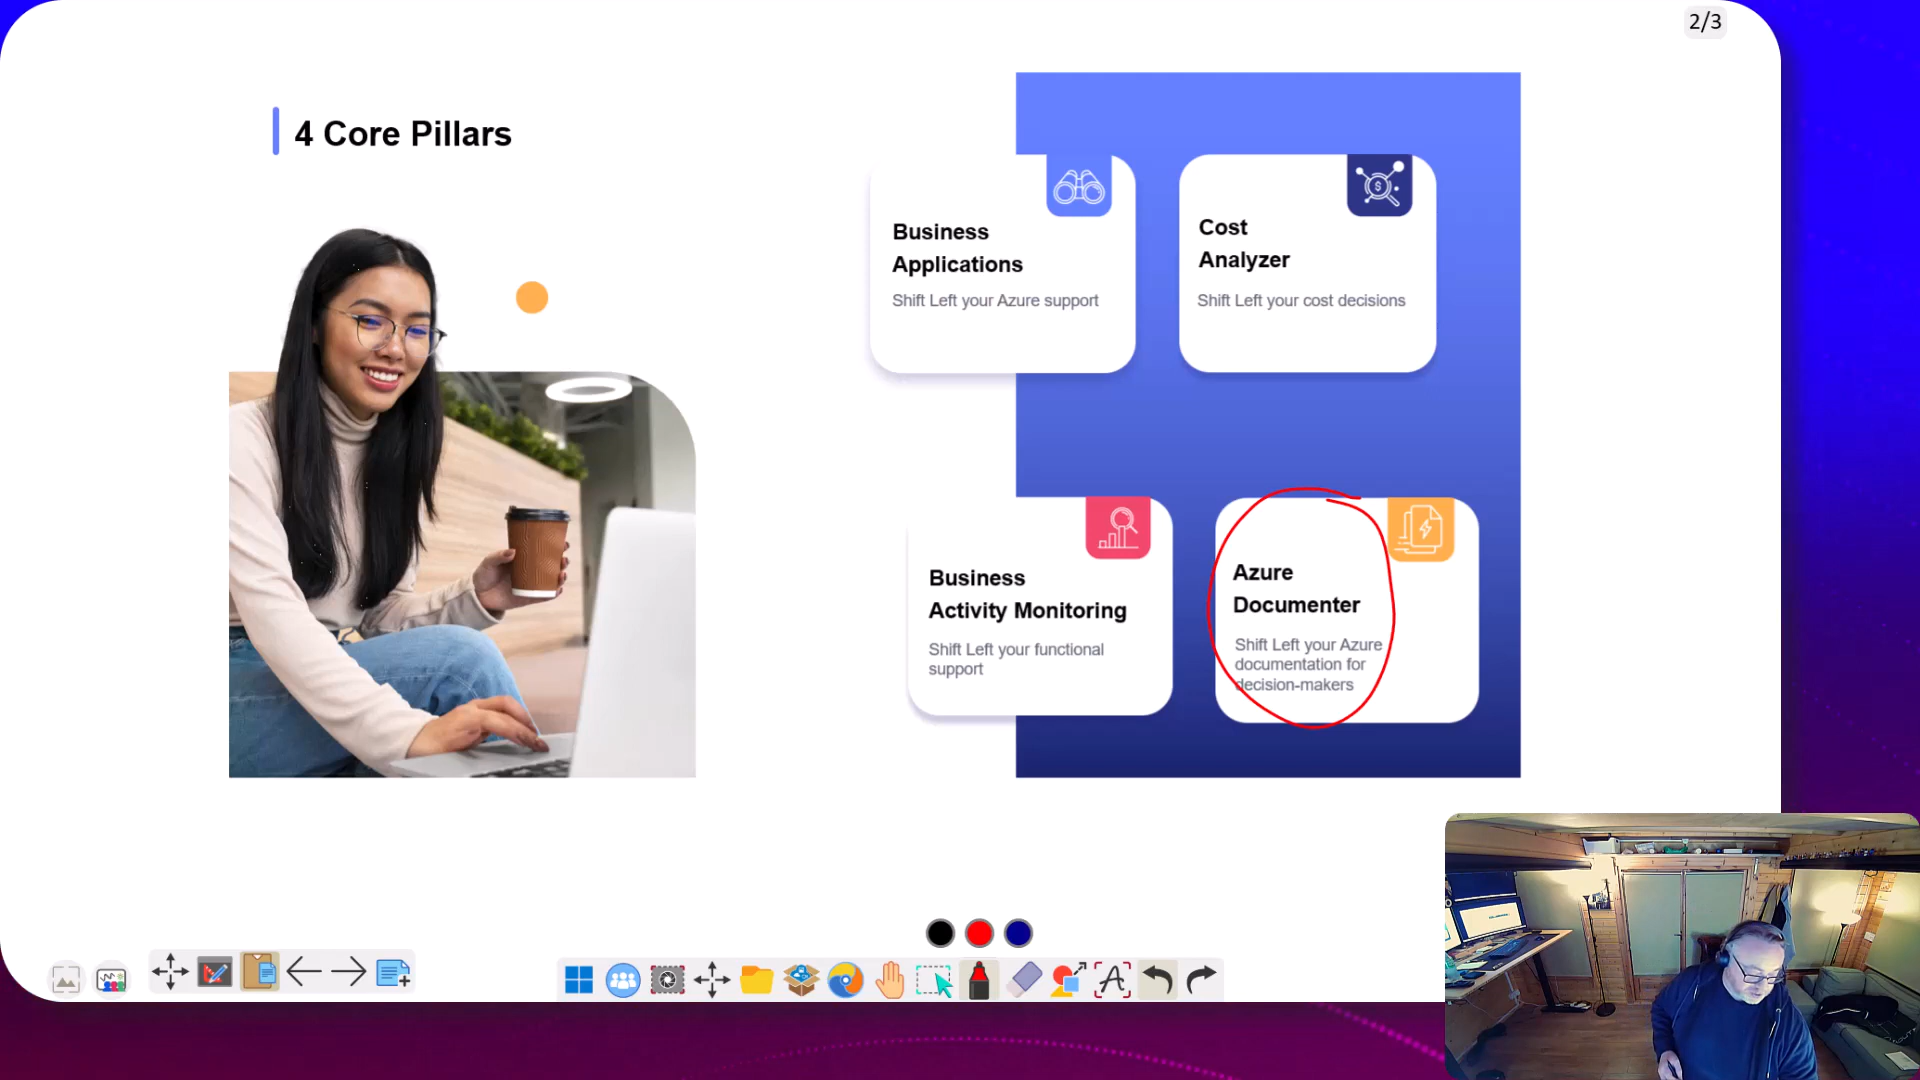 2/3
4 Core Pillars
Business
Applications
Shift Left your Azure support
Cost
Analyzer
Shift Left your cost decisions
Business
Activity Monitoring
Shift Left your functional
support
Azure
Documenter
Shift Left your Azure
documentation for
decision-makers